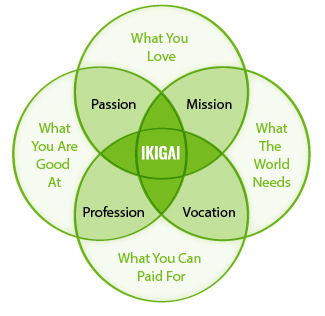 What You
Love
Passion
Mission
What
You Are
Good
At
IKIGAI
What
The
World
Needs
Profession
Vocation
What You Can
Paid For